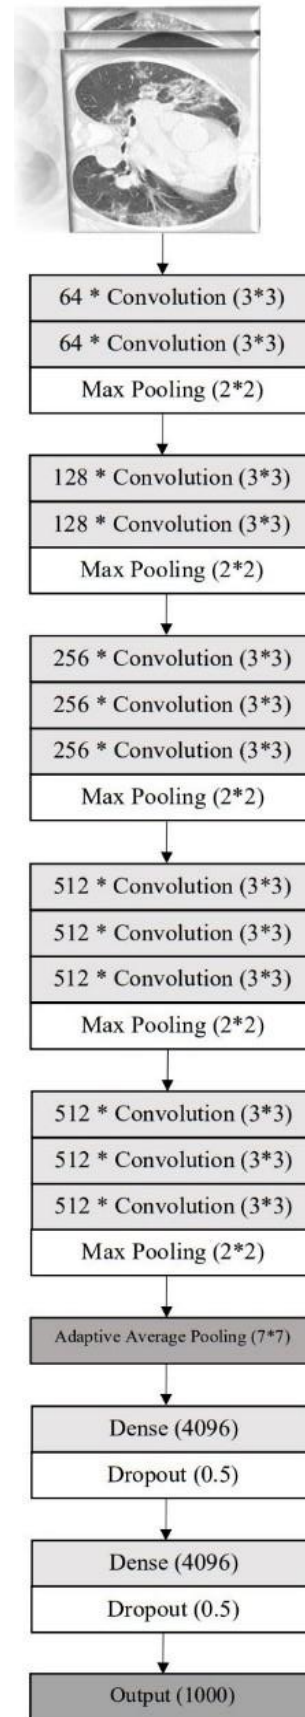 64 * Convolution (3*3)
64 * Convolution (3*3)
Max Pooling (2*2)
128 * Convolution (3*3)
128 * Convolution (3*3)
Max Pooling (2*2)
256 * Convolution (3*3)
256 * Convolution (3*3)
256 * Convolution (3*3)
Max Pooling (2*2)
512 * Convolution (3*3)
512 * Convolution (3*3)
512 * Convolution (3*3)
Max Pooling (2*2)
512 * Convolution (3*3)
512 * Convolution (3*3)
512 * Convolution (3*3)
Max Pooling (2*2)
Adaptive Average Pooling (7*7)
Dense (4096)
Dropout (0.5)
Dense (4096)
Dropout (0.5)
Output (1000)